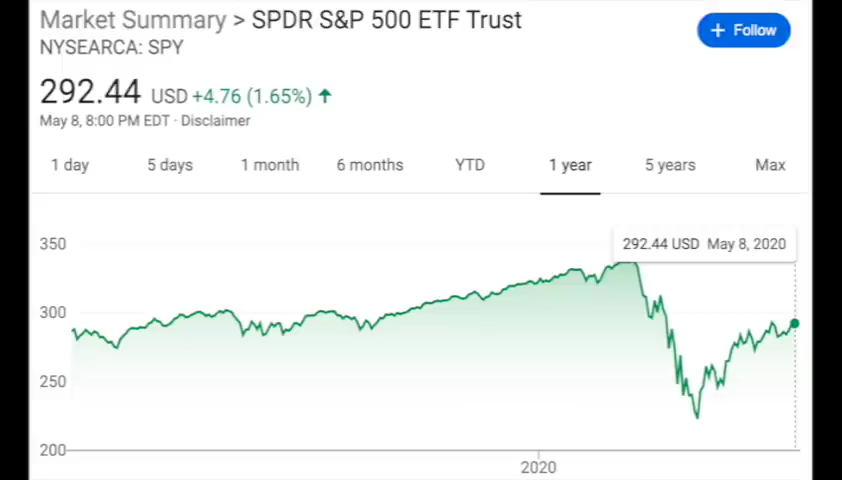 Market Summary > SPDR S&P 500 ETF Trust
+ Follow
NYSEARCA: SPY
292.44 USD +4.76 (1.65%) ↑
May 8, 8:00 PM EDT · Disclaimer
1 day 5 days 1 month 6 months YTD 1 year 5 years Max
350
292.44 USD May 8, 2020
300
250
200
2020